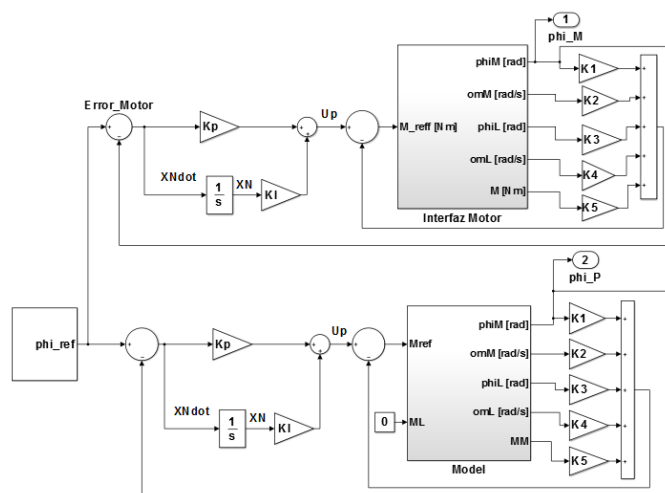 1
phi_M
phiM [rad]
K1
omM [rad/s]
K2
Error_Motor
Up
Kp
M_reff [N m]
phiL [rad]
K3
omL [rad/s]
K4
XNdot
1
s
XN
KI
M [N m]
K5
Interfaz Motor
2
phi_P
phi_ref
Up
Kp
Mref
phiM [rad]
K1
omM [rad/s]
K2
phiL [rad]
K3
XNdot
1
s
XN
KI
0
ML
omL [rad/s]
K4
MM
K5
Model